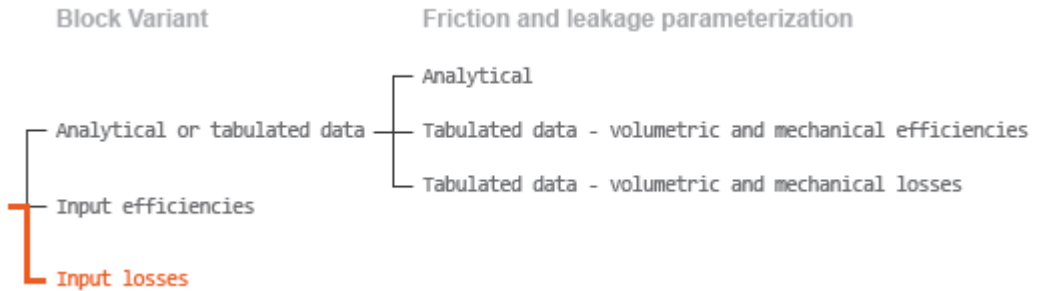 Block Variant Friction and leakage parameterization
Analytical
Analytical or tabulated data Tabulated data - volumetric and mechanical efficiencies
Tabulated data - volumetric and mechanical losses
Input efficiencies
Input losses